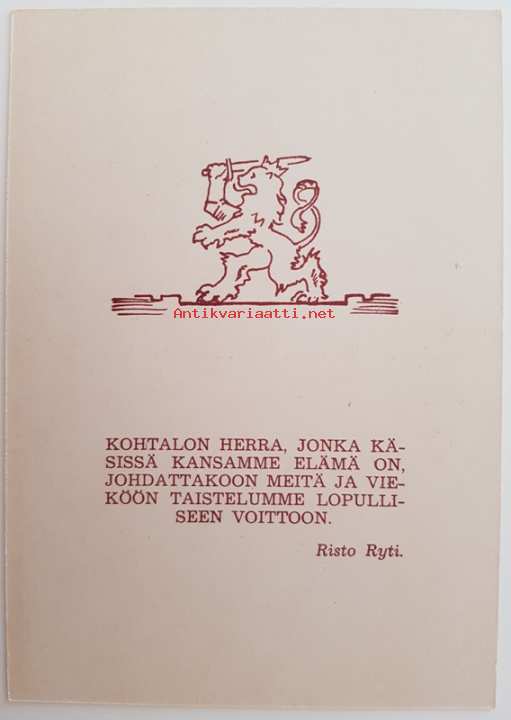 Antikvariaatti.net
KOHTALON HERRA, JONKA KÄ-
SISSÄ KANSAMME ELÄMÄ ON,
JOHDATTAKOON MEITÄ JA VIE-
KÖÖN TAISTELUMME LOPULLI-
SEEN VOITTOON.
Risto Ryti.